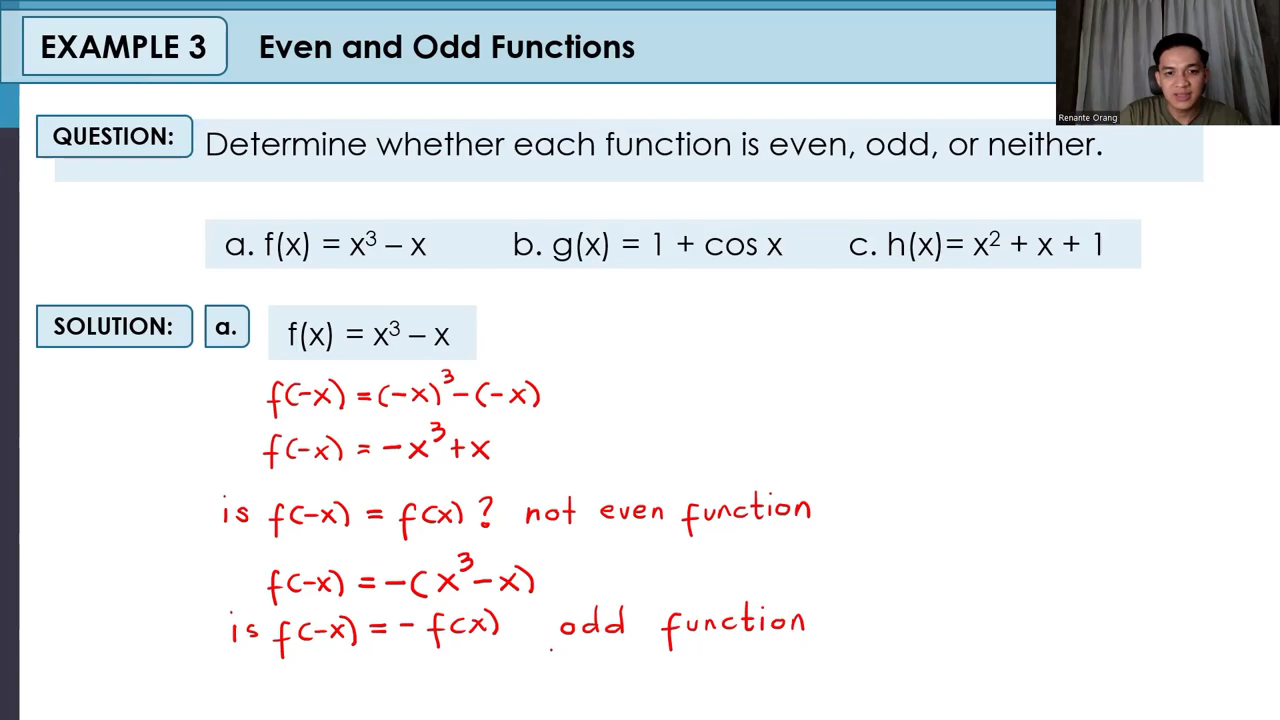 EXAMPLE 3 Even and Odd Functions
Renante Orang
QUESTION: Determine whether each function is even, odd, or neither.
a. f(x) = x³ – x b. g(x) = 1 + cos x c. h(x)= x² + x + 1
SOLUTION: a. f(x) = x³ – x
f(-x) = (-x)³ - (-x)
f(-x) = -x³ + x
is f(-x) = f(x) ? not even function
f(-x) = -(x³ - x)
is f(-x) = - f(x) odd function